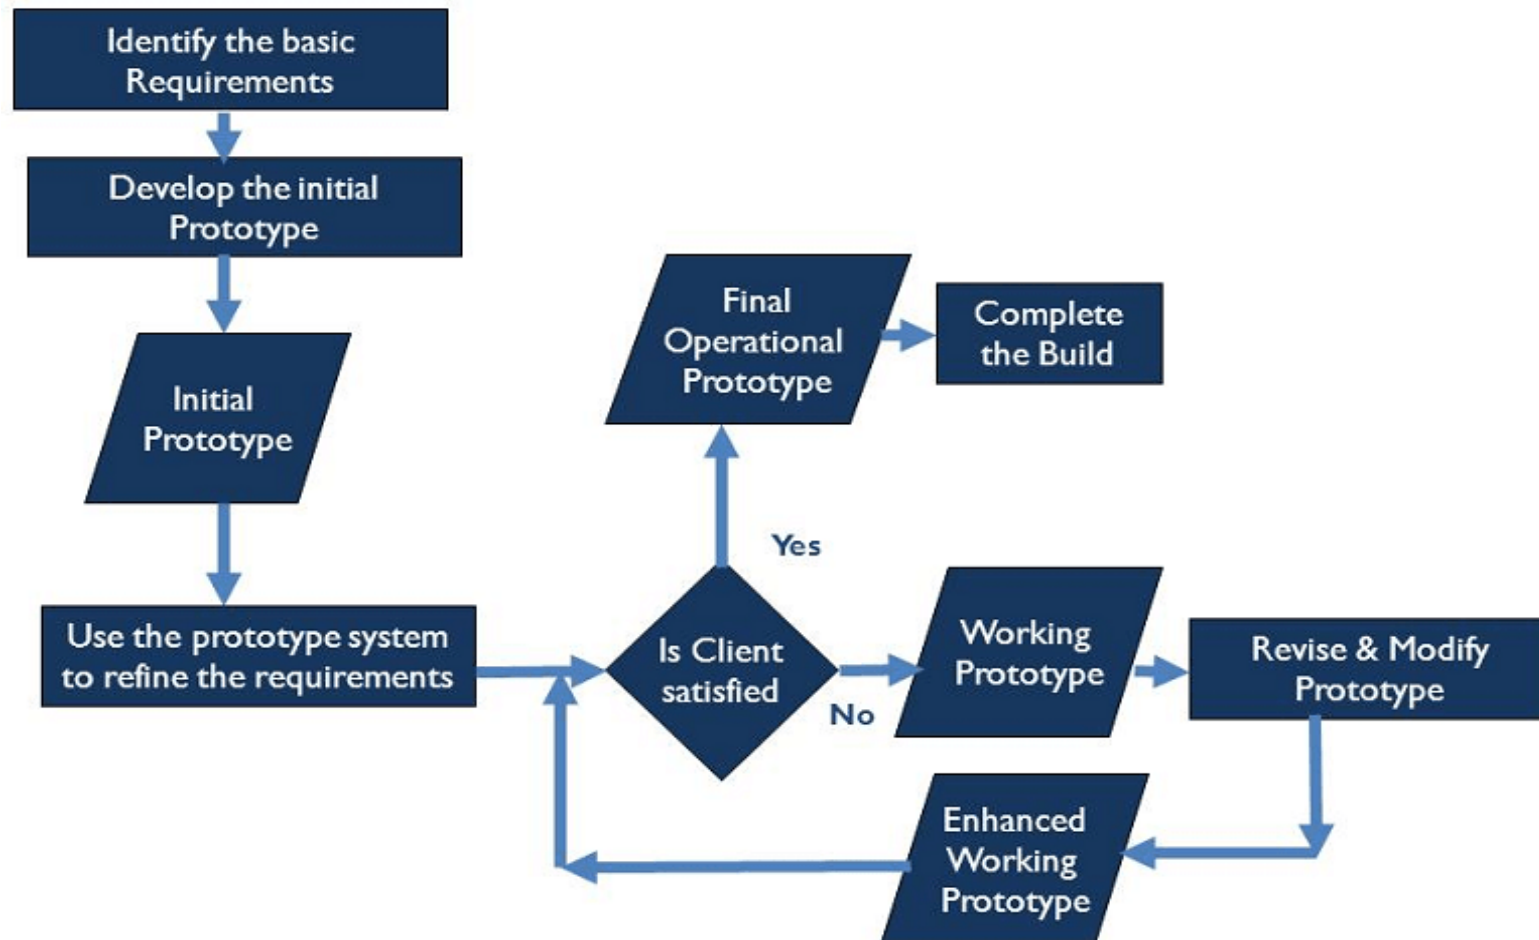 Identify the basic
Requirements
Develop the initial
Prototype
Initial
Prototype
Use the prototype system
to refine the requirements
Is Client
satisfied
Yes
Final
Operational
Prototype
Complete
the Build
No
Working
Prototype
Revise & Modify
Prototype
Enhanced
Working
Prototype